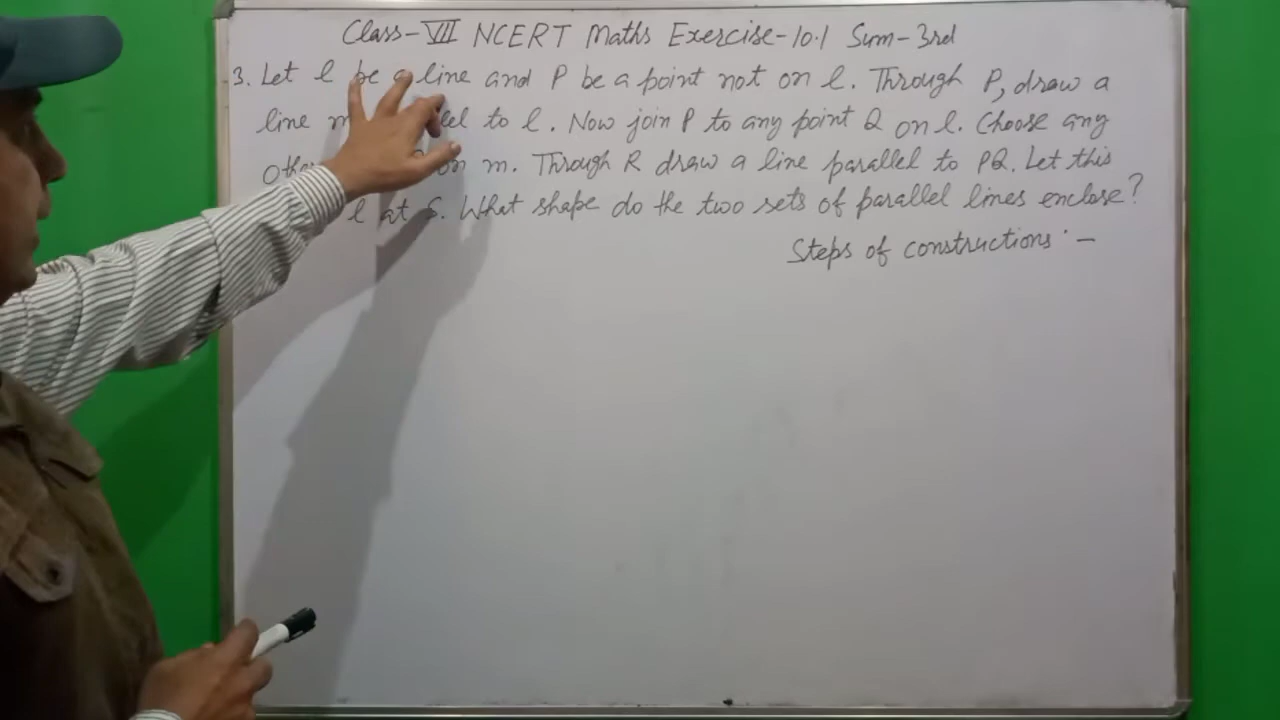 Class-VII NCERT Maths Exercise-10.1 Sum-3rd
3. Let l be a line and P be a point not on l. Through P, draw a
line to l. Now join P to any point Q on l. Choose any
on m. Through R draw a line parallel to PQ. Let this
l at S. What shape do the two sets of parallel lines enclose?
Steps of constructions :-